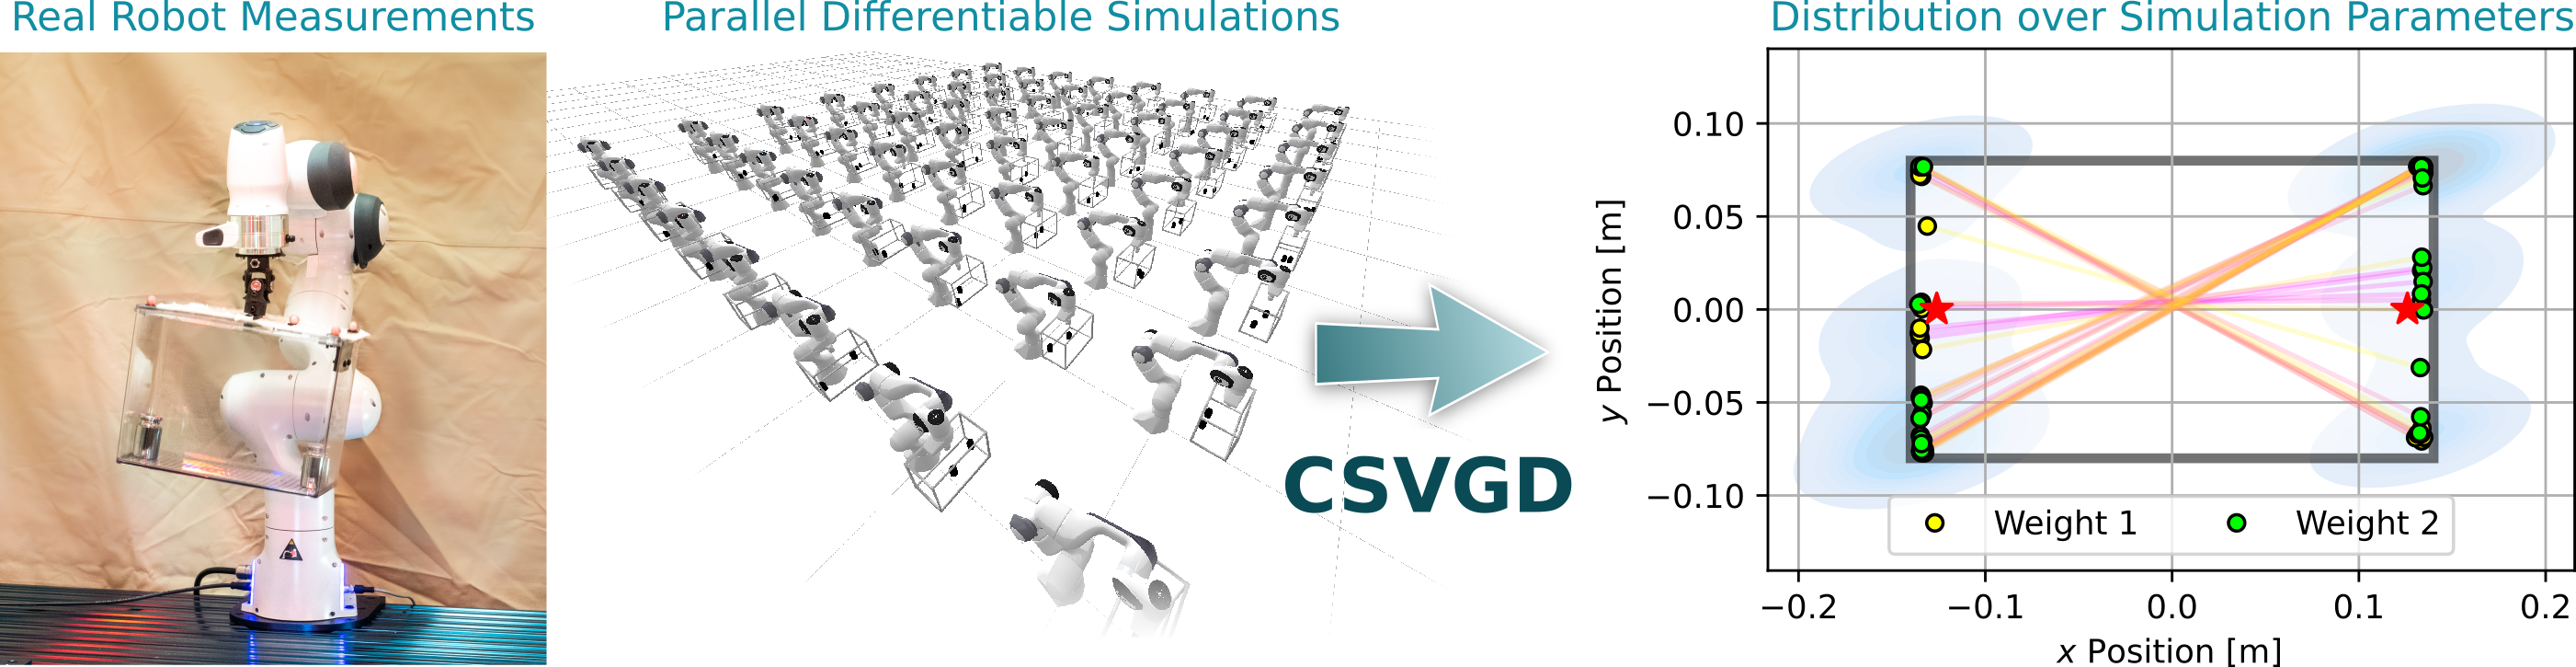 Real Robot Measurements
Parallel Differentiable Simulations
Distribution over Simulation Parameters
CSVGD
0.10
0.05
0.00
−0.05
−0.10
y Position [m]
Weight 1
Weight 2
−0.2
−0.1
0.0
0.1
0.2
x Position [m]